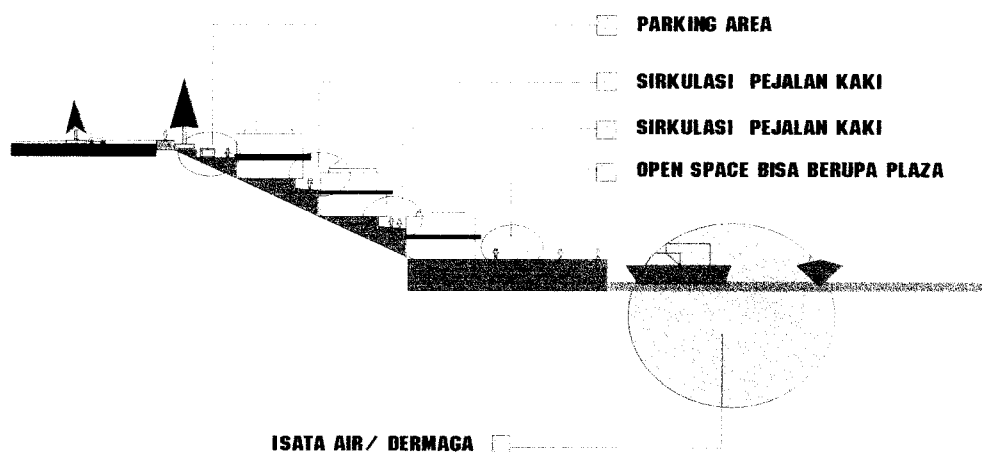 PARKING AREA
SIRKULASI PEJALAN KAKI
SIRKULASI PEJALAN KAKI
OPEN SPACE BISA BERUPA PLAZA
ISATA AIR/ DERMAGA